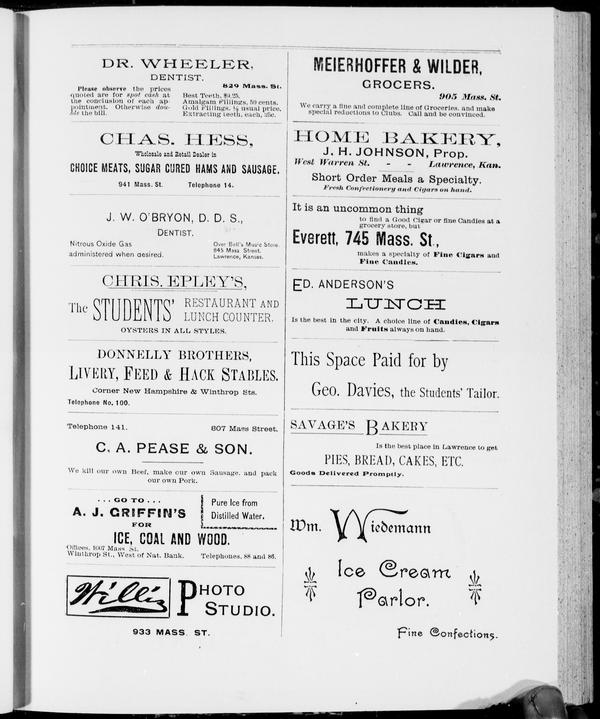 DR. WHEELER,
DENTIST.
829 Mass. St.
Please observe the prices
quoted are for spot cash at
the conclusion of each ap-
pointment. Otherwise dou-
ble the bill.
Best Teeth, $9.25.
Amalgam Fillings, 50 cents.
Gold Fillings, ½ usual price.
Extracting teeth, each, 25c.
CHAS. HESS,
Wholesale and Retail Dealer in
CHOICE MEATS, SUGAR CURED HAMS AND SAUSAGE.
941 Mass. St. Telephone 14.
J. W. O'BRYON, D. D. S.,
DENTIST.
Nitrous Oxide Gas
administered when desired.
Over Bell's Music Store.
845 Mass. Street.
Lawrence, Kansas.
CHRIS. EPLEY'S,
The STUDENTS' RESTAURANT AND
LUNCH COUNTER.
OYSTERS IN ALL STYLES.
DONNELLY BROTHERS,
LIVERY, FEED & HACK STABLES.
Corner New Hampshire & Winthrop Sts.
Telephone No. 100.
Telephone 141. 807 Mass Street.
C. A. PEASE & SON.
We kill our own Beef, make our own Sausage, and pack
our own Pork.
... GO TO ...
A. J. GRIFFIN'S
FOR
Pure Ice from
Distilled Water.
ICE, COAL AND WOOD.
Offices, 1007 Mass St.
Winthrop St., West of Nat. Bank. Telephones, 88 and 86.
Willis PHOTO
STUDIO.
933 MASS. ST.
MEIERHOFFER & WILDER,
GROCERS.
905 Mass. St.
We carry a fine and complete line of Groceries, and make
special reductions to Clubs. Call and be convinced.
HOME BAKERY,
J. H. JOHNSON, Prop.
West Warren St. - - Lawrence, Kan.
Short Order Meals a Specialty.
Fresh Confectionery and Cigars on hand.
It is an uncommon thing
to find a Good Cigar or fine Candies at a
grocery store, but
Everett, 745 Mass. St.,
makes a specialty of Fine Cigars and
Fine Candies.
ED. ANDERSON'S
LUNCH
Is the best in the city. A choice line of Candies, Cigars
and Fruits always on hand.
This Space Paid for by
Geo. Davies, the Students' Tailor.
SAVAGE'S BAKERY
Is the best place in Lawrence to get
PIES, BREAD, CAKES, ETC.
Goods Delivered Promptly.
Wm. Wiedemann
Ice Cream
Parlor.
Fine Confections.